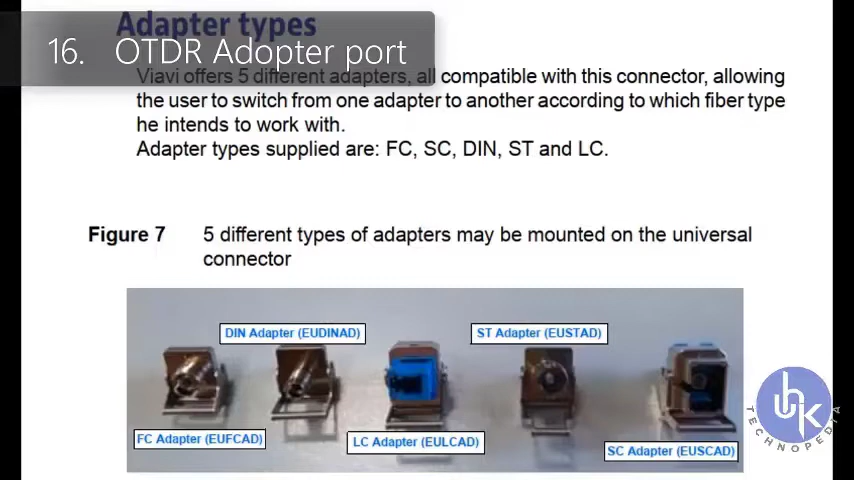 Adapter types
16. OTDR Adopter port
Viavi offers 5 different adapters, all compatible with this connector, allowing
the user to switch from one adapter to another according to which fiber type
he intends to work with.
Adapter types supplied are: FC, SC, DIN, ST and LC.
Figure 7 5 different types of adapters may be mounted on the universal
connector
DIN Adapter (EUDINAD)
ST Adapter (EUSTAD)
FC Adapter (EUFCAD)
LC Adapter (EULCAD)
SC Adapter (EUSCAD)
uhk
TECHNOPEDIA